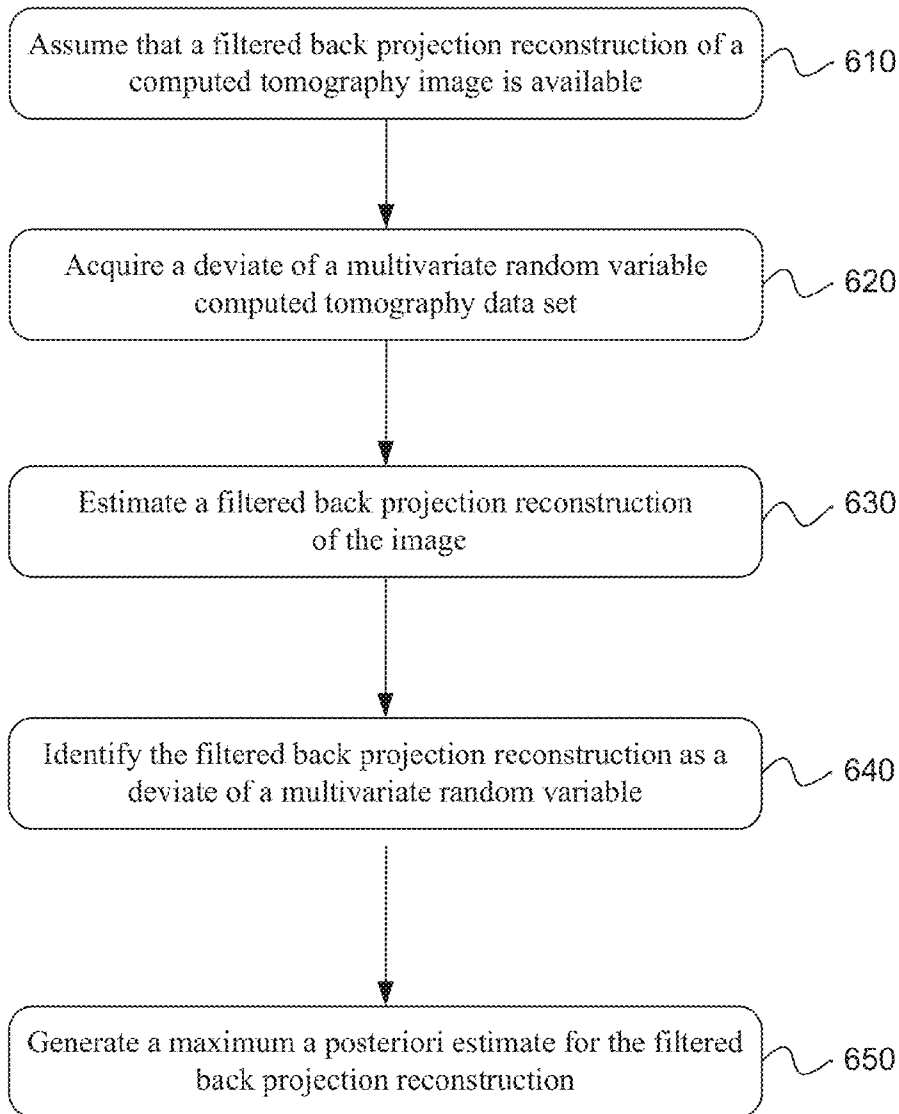 Assume that a filtered back projection reconstruction of a
computed tomography image is available
610
Acquire a deviate of a multivariate random variable
computed tomography data set
620
Estimate a filtered back projection reconstruction
of the image
630
Identify the filtered back projection reconstruction as a
deviate of a multivariate random variable
640
Generate a maximum a posteriori estimate for the filtered
back projection reconstruction
650